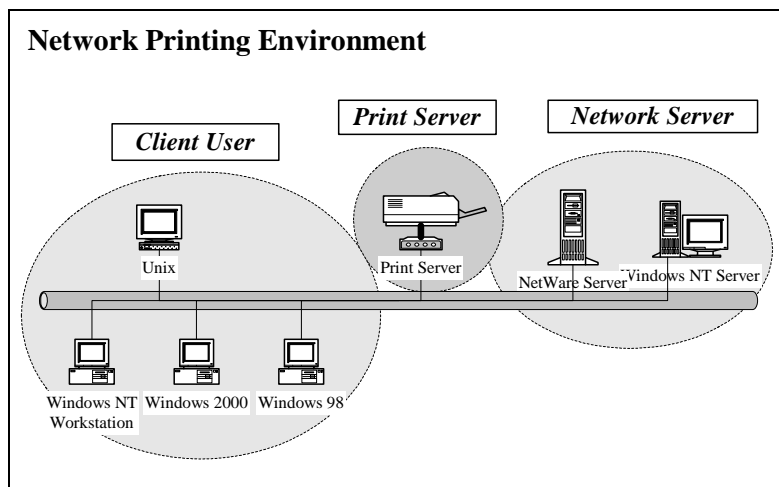 Network Printing Environment
Client User
Print Server
Network Server
Unix
Print Server
NetWare Server
Windows NT Server
Windows NT
Workstation
Windows 2000
Windows 98